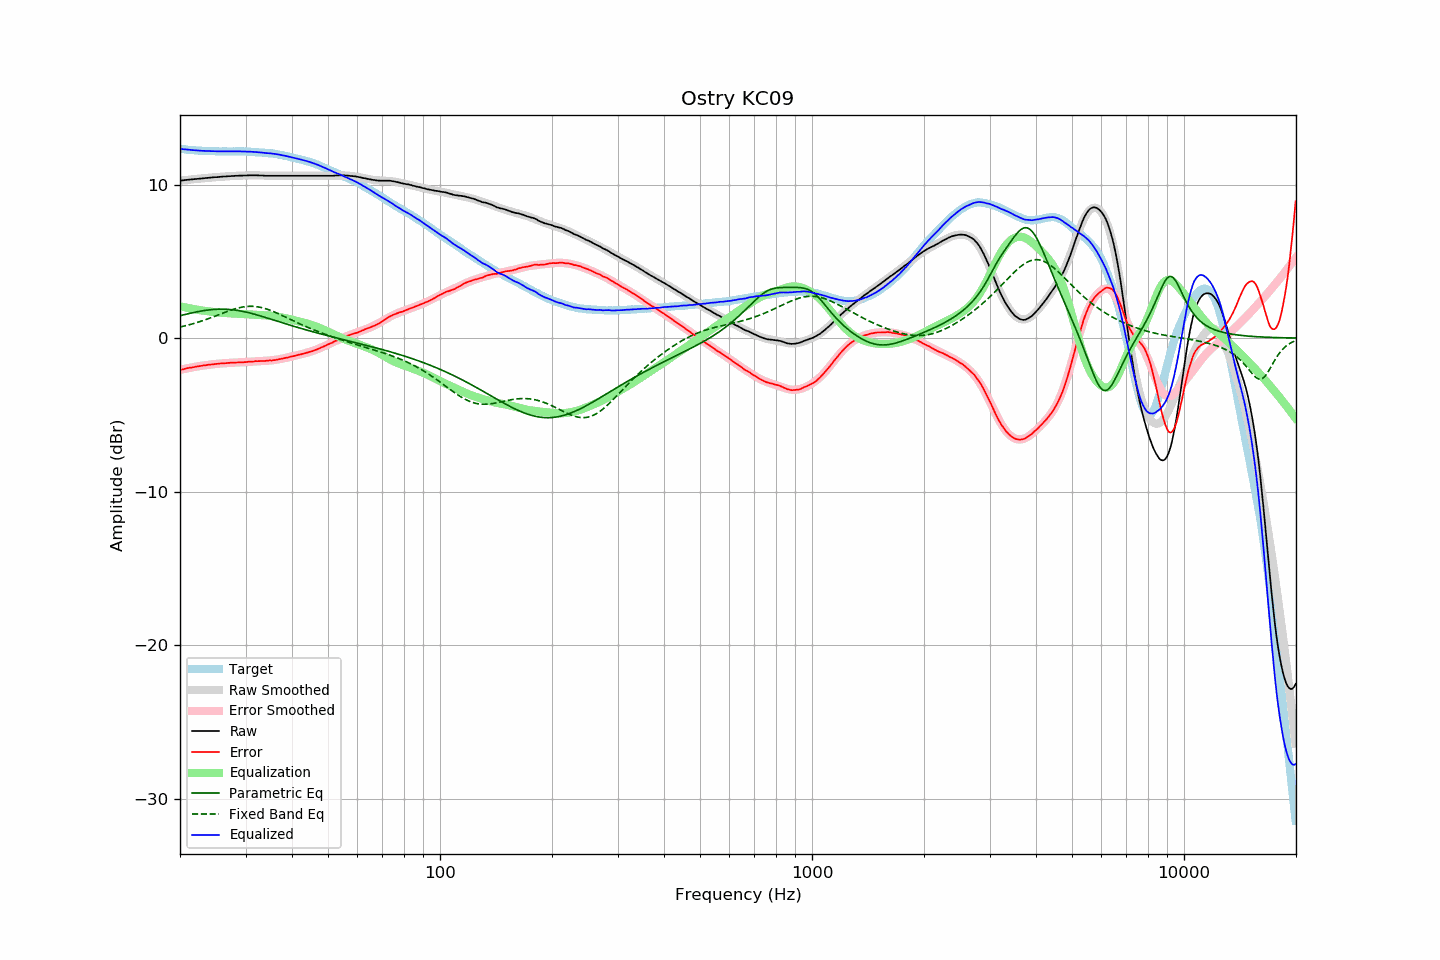 Ostry KC09
10
0
−10
−20
−30
Amplitude (dBr)
Target
Raw Smoothed
Error Smoothed
Raw
Error
Equalization
Parametric Eq
Fixed Band Eq
Equalized
100
1000
10000
Frequency (Hz)